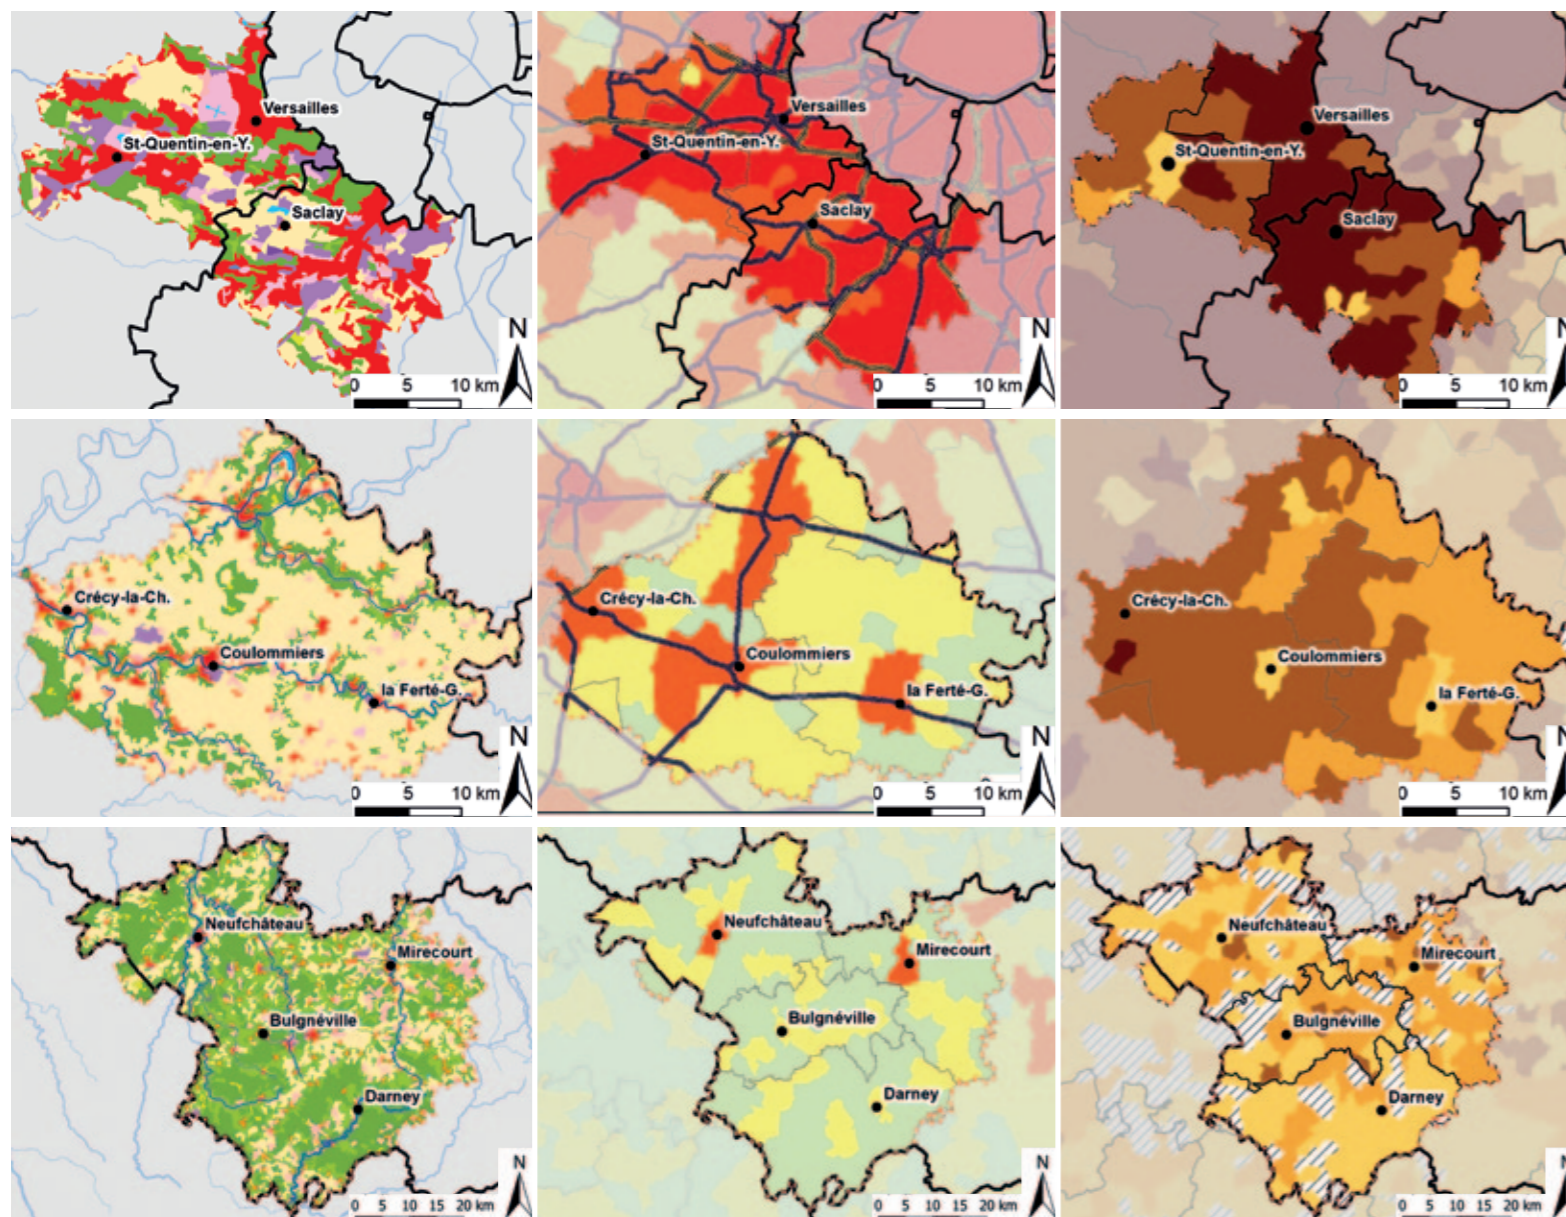 Versailles
St-Quentin-en-Y.
Saclay
N
0 5 10 km
Versailles
St-Quentin-en-Y.
Saclay
N
0 5 10 km
Versailles
St-Quentin-en-Y.
Saclay
N
0 5 10 km
Crécy-la-Ch.
Coulommiers
la Ferté-G.
N
0 5 10 km
Crécy-la-Ch.
Coulommiers
la Ferté-G.
N
0 5 10 km
Crécy-la-Ch.
Coulommiers
la Ferté-G.
N
0 5 10 km
Neufchâteau
Mirecourt
Bulgnéville
Darney
N
0 5 10 15 20 km
Neufchâteau
Mirecourt
Bulgnéville
Darney
N
0 5 10 15 20 km
Neufchâteau
Mirecourt
Bulgnéville
Darney
N
0 5 10 15 20 km